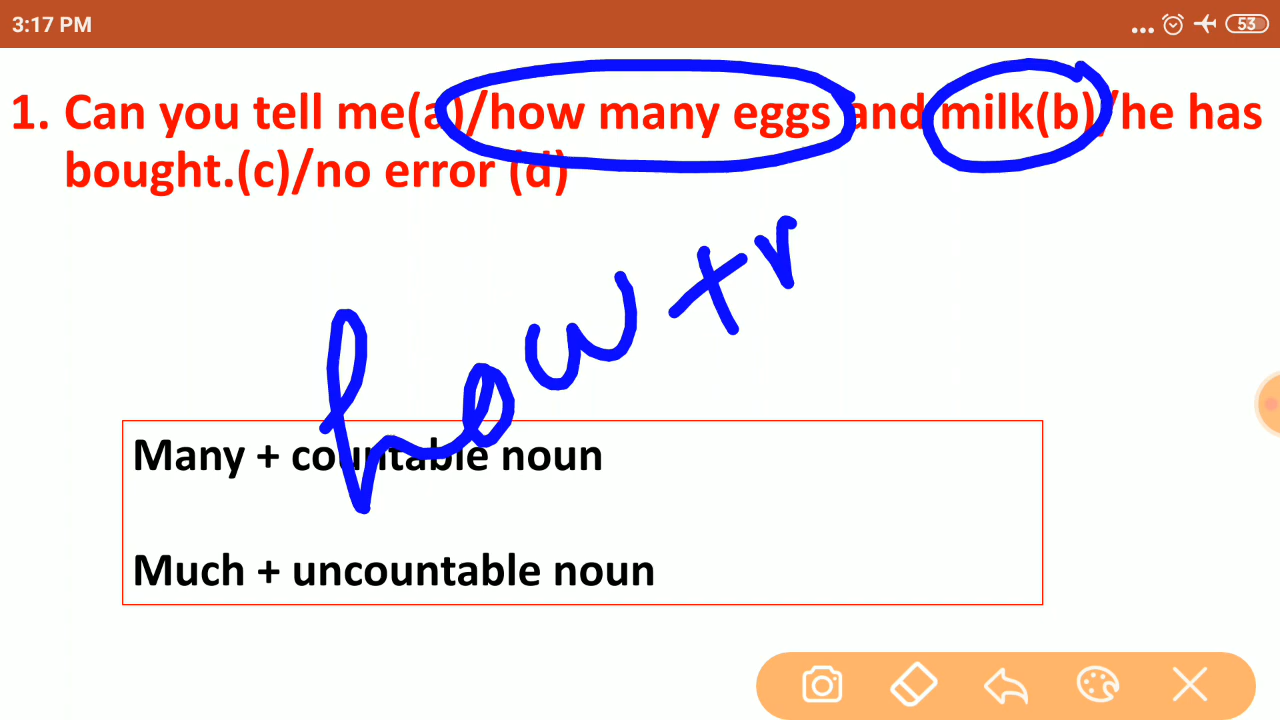 3:17 PM
53
1. Can you tell me(a)/how many eggs and milk(b)/he has
bought.(c)/no error (d)
how +r
Many + countable noun
Much + uncountable noun